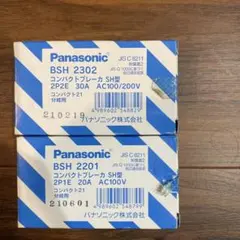 Panasonic
JIS C 8211
BSH 2302
コンパクトブレーカ SH型
2P2E 30A AC100/200V
コンパクト21
分岐用
210219
パナソニック株式会社
Panasonic
JIS C 8211
BSH 2201
コンパクトブレーカ SH型
2P1E 20A AC100V
コンパクト21
分岐用
210601
パナソニック株式会社